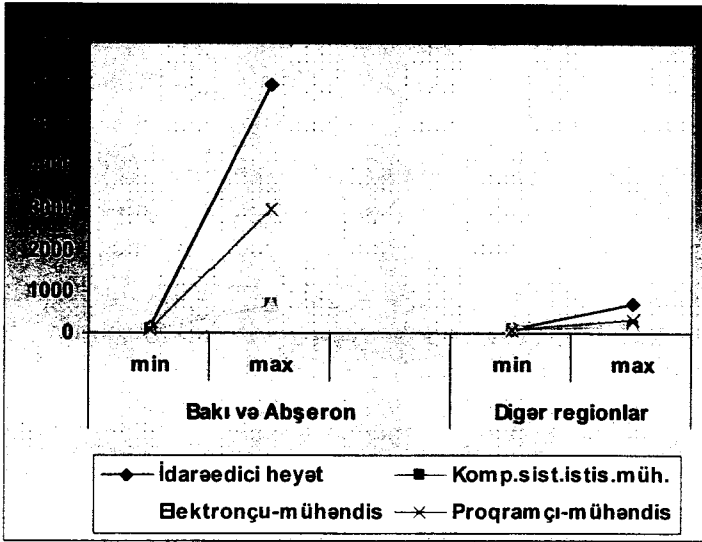 3000
2000
1000
0
min max min max
Bakı və Abşeron Digər regionlar
İdarəedici heyət Komp.sist.istis.müh.
Elektronçu-mühəndis Proqramçı-mühəndis